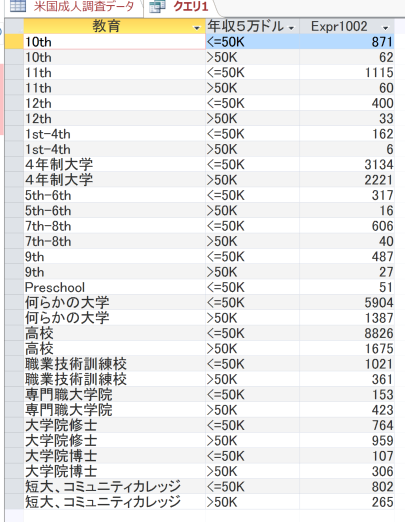 米国成人調査データ クエリ1
教育 年収5万ドル Expr1002
10th <=50K 871
10th >50K 62
11th <=50K 1115
11th >50K 60
12th <=50K 400
12th >50K 33
1st-4th <=50K 162
1st-4th >50K 6
4年制大学 <=50K 3134
4年制大学 >50K 2221
5th-6th <=50K 317
5th-6th >50K 16
7th-8th <=50K 606
7th-8th >50K 40
9th <=50K 487
9th >50K 27
Preschool <=50K 51
何らかの大学 <=50K 5904
何らかの大学 >50K 1387
高校 <=50K 8826
高校 >50K 1675
職業技術訓練校 <=50K 1021
職業技術訓練校 >50K 361
専門職大学院 <=50K 153
専門職大学院 >50K 423
大学院修士 <=50K 764
大学院修士 >50K 959
大学院博士 <=50K 107
大学院博士 >50K 306
短大、コミュニティカレッジ <=50K 802
短大、コミュニティカレッジ >50K 265